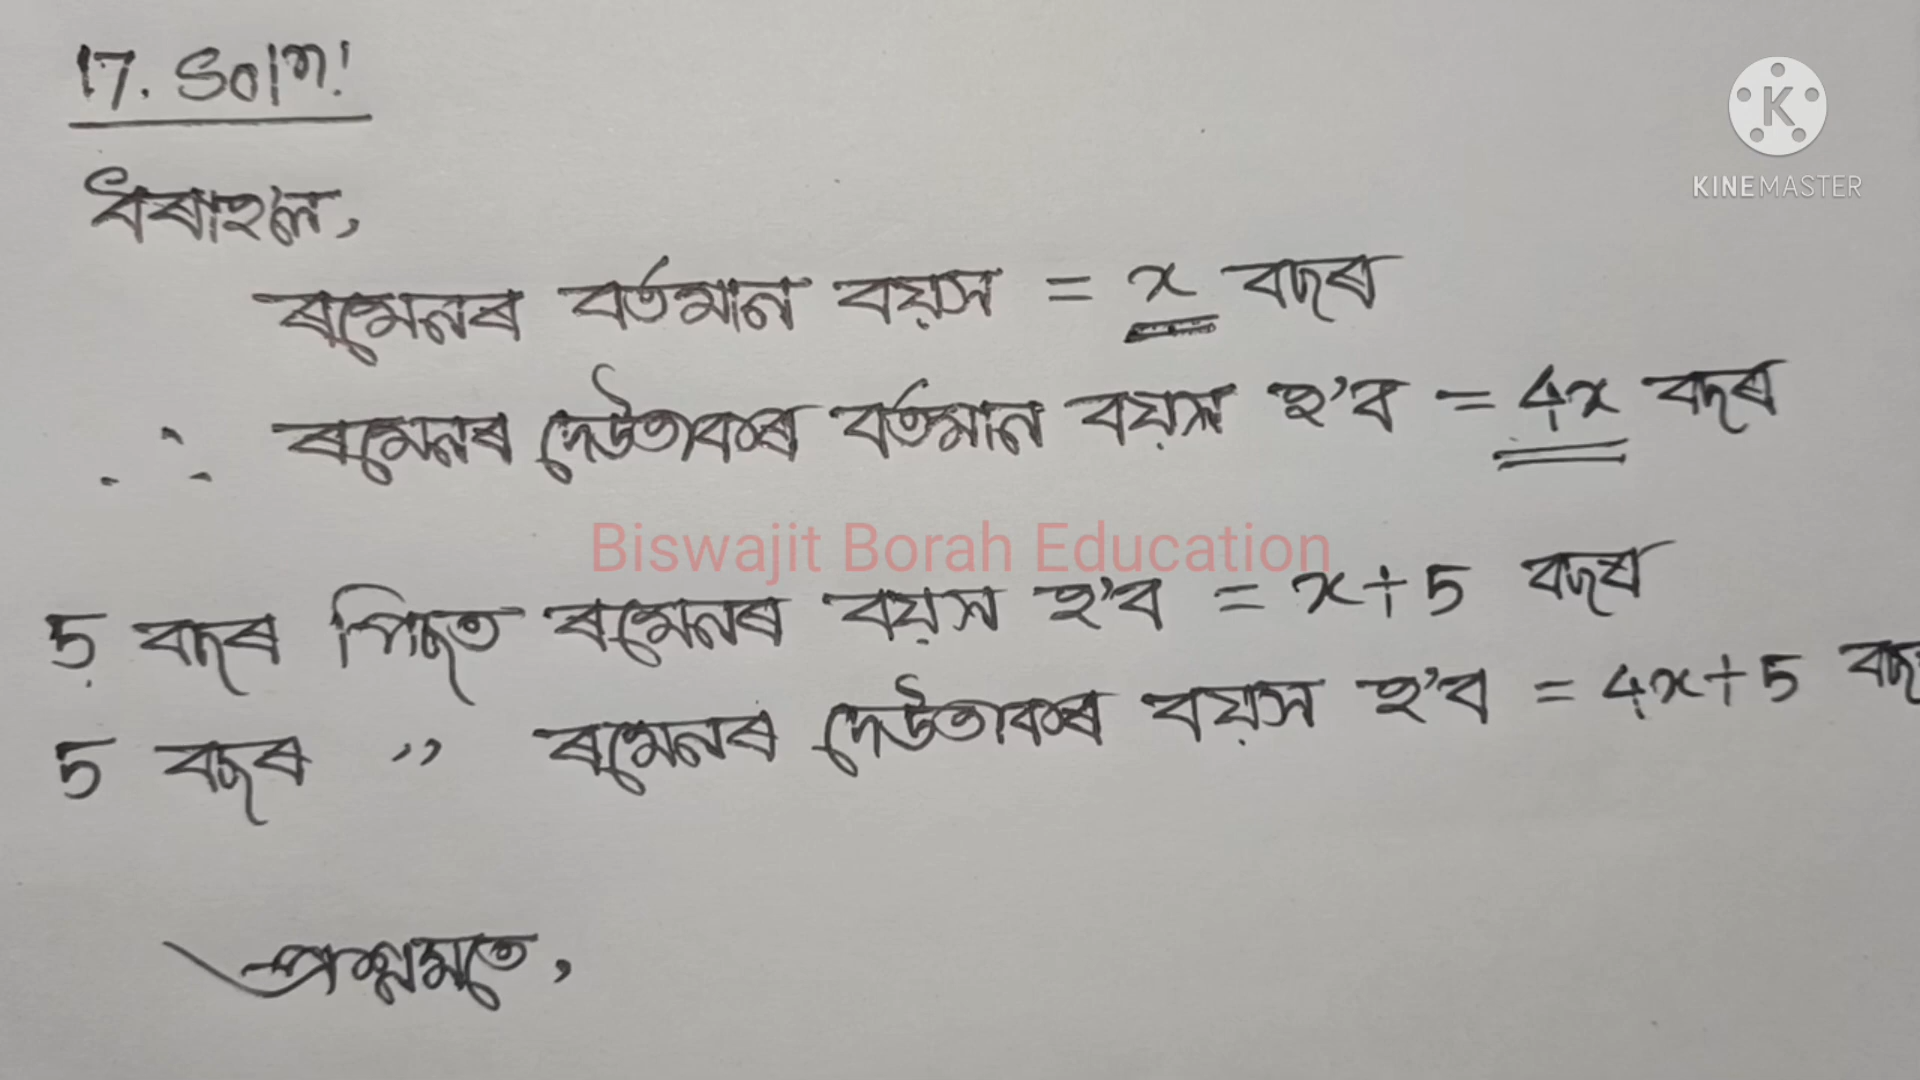 17. Soln!
ধৰাহ'লে,
ৰমেনৰ বৰ্তমান বয়স = x বছৰ
∴ ৰমেনৰ দেউতাকৰ বৰ্তমান বয়স হ'ব = 4x বছৰ
5 বছৰ পিছত ৰমেনৰ বয়স হ'ব = x+5 বছৰ
5 বছৰ " ৰমেনৰ দেউতাকৰ বয়স হ'ব = 4x+5 বছ
প্ৰশ্নমতে,
K
KINEMASTER
Biswajit Borah Education